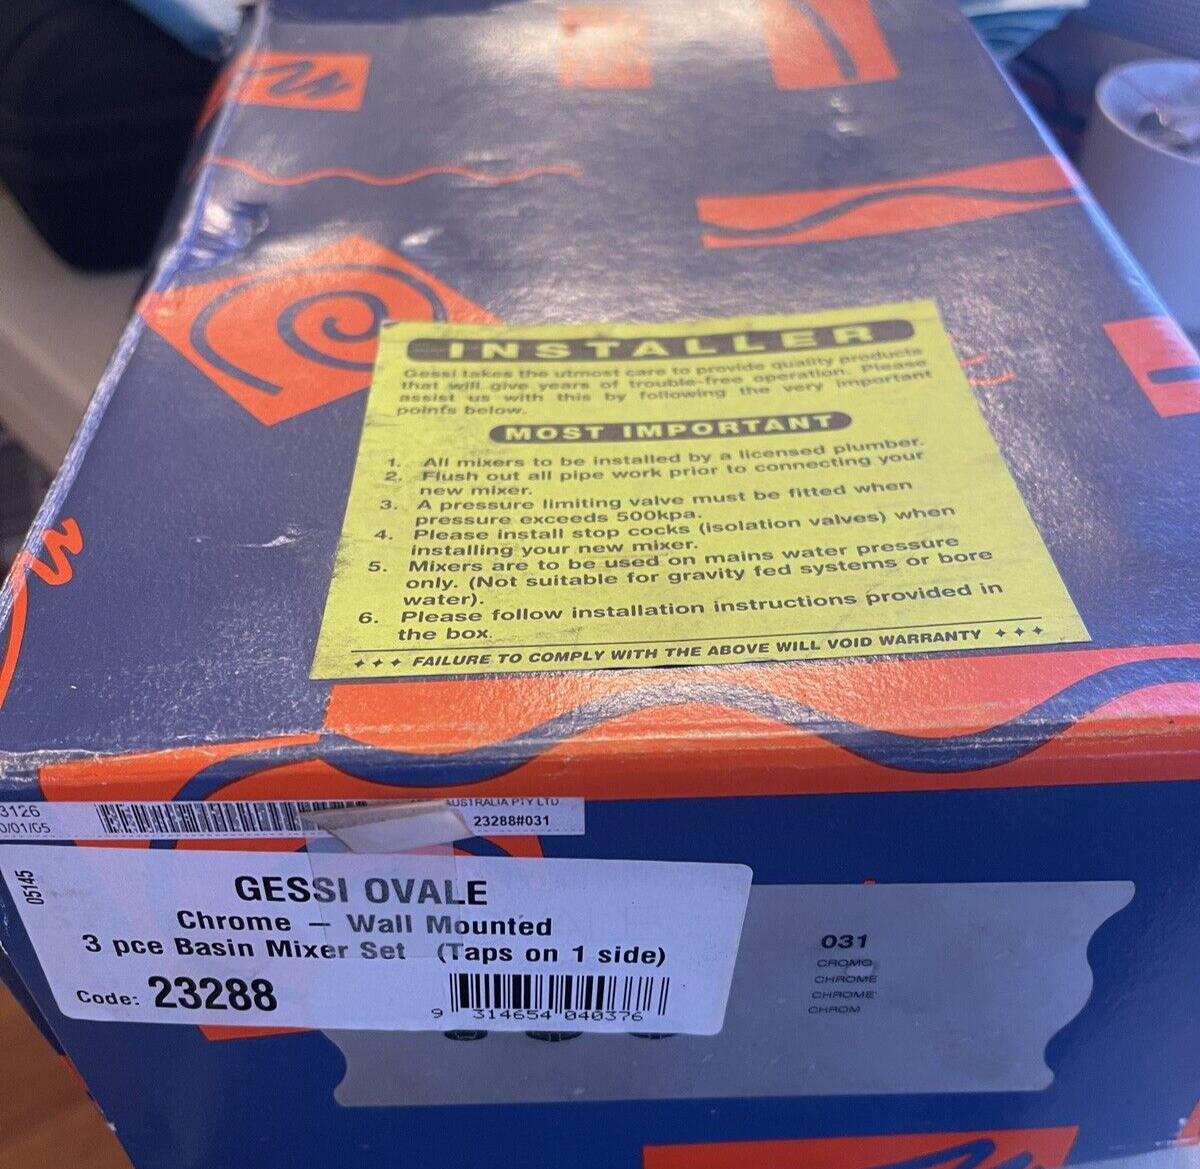 INSTALLER
Gessi takes the utmost care to provide quality products
that will give years of trouble-free operation. Please
assist us with this by following the very important
points below.
MOST IMPORTANT
1. All mixers to be installed by a licensed plumber.
2. Flush out all pipe work prior to connecting your
new mixer.
3. A pressure limiting valve must be fitted when
pressure exceeds 500kpa.
4. Please install stop cocks (isolation valves) when
installing your new mixer.
5. Mixers are to be used on mains water pressure
only. (Not suitable for gravity fed systems or bore
water).
6. Please follow installation instructions provided in
the box.
FAILURE TO COMPLY WITH THE ABOVE WILL VOID WARRANTY
3126
0/01/05
AUSTRALIA PTY LTD
23288#031
05145
GESSI OVALE
Chrome – Wall Mounted
3 pce Basin Mixer Set (Taps on 1 side)
Code: 23288
9 314654 040376
031
CROMO
CHROME
CHROME
CHROM